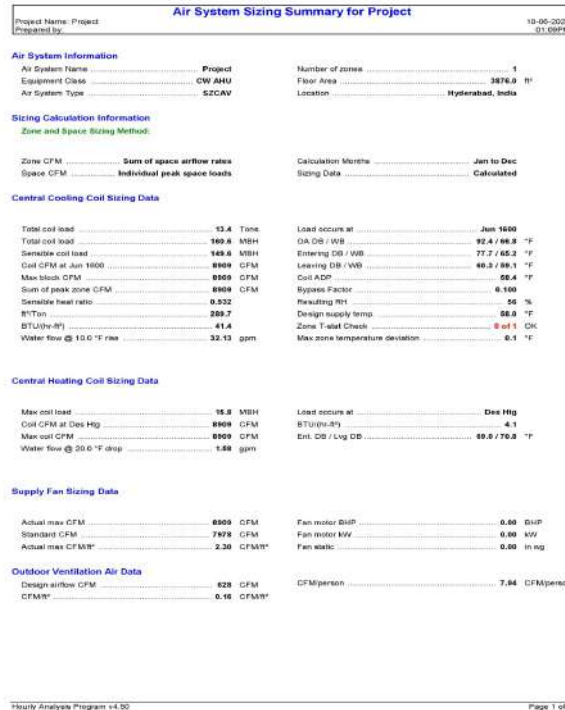 Air System Sizing Summary for Project
Project Name: Project
Prepared by:
10-06-202
01:09P
Air System Information
Air System Name Project
Equipment Class CW AHU
Air System Type SZCAV
Number of zones 1
Floor Area 3876.0 ft²
Location Hyderabad, India
Sizing Calculation Information
Zone and Space Sizing Method:
Zone CFM Sum of space airflow rates
Space CFM Individual peak space loads
Calculation Months Jan to Dec
Sizing Data Calculated
Central Cooling Coil Sizing Data
Total coil load 13.4 Tons
Total coil load 160.6 MBH
Sensible coil load 149.6 MBH
Coil CFM at Jun 1600 8909 CFM
Max block CFM 8909 CFM
Sum of peak zone CFM 8909 CFM
Sensible heat ratio 0.932
ft²/Ton 289.7
BTU/(hr-ft²) 41.4
Water flow @ 10.0 °F rise 32.13 gpm
Load occurs at Jun 1600
OA DB / WB 92.4 / 66.8 °F
Entering DB / WB 77.7 / 65.2 °F
Leaving DB / WB 60.3 / 59.1 °F
Coil ADP 58.4 °F
Bypass Factor 0.100
Resulting RH 56 %
Design supply temp. 58.0 °F
Zone T-stat Check 0 of 1 OK
Max zone temperature deviation 0.1 °F
Central Heating Coil Sizing Data
Max coil load 15.8 MBH
Coil CFM at Des Htg 8909 CFM
Max coil CFM 8909 CFM
Water flow @ 20.0 °F drop 1.58 gpm
Load occurs at Des Htg
BTU/(hr-ft²) 4.1
Ent. DB / Lvg DB 69.0 / 70.8 °F
Supply Fan Sizing Data
Actual max CFM 8909 CFM
Standard CFM 7978 CFM
Actual max CFM/ft² 2.30 CFM/ft²
Fan motor BHP 0.00 BHP
Fan motor kW 0.00 kW
Fan static 0.00 in wg
Outdoor Ventilation Air Data
Design airflow CFM 628 CFM
CFM/ft² 0.16 CFM/ft²
CFM/person 7.94 CFM/perso
Hourly Analysis Program v4.50
Page 1 of